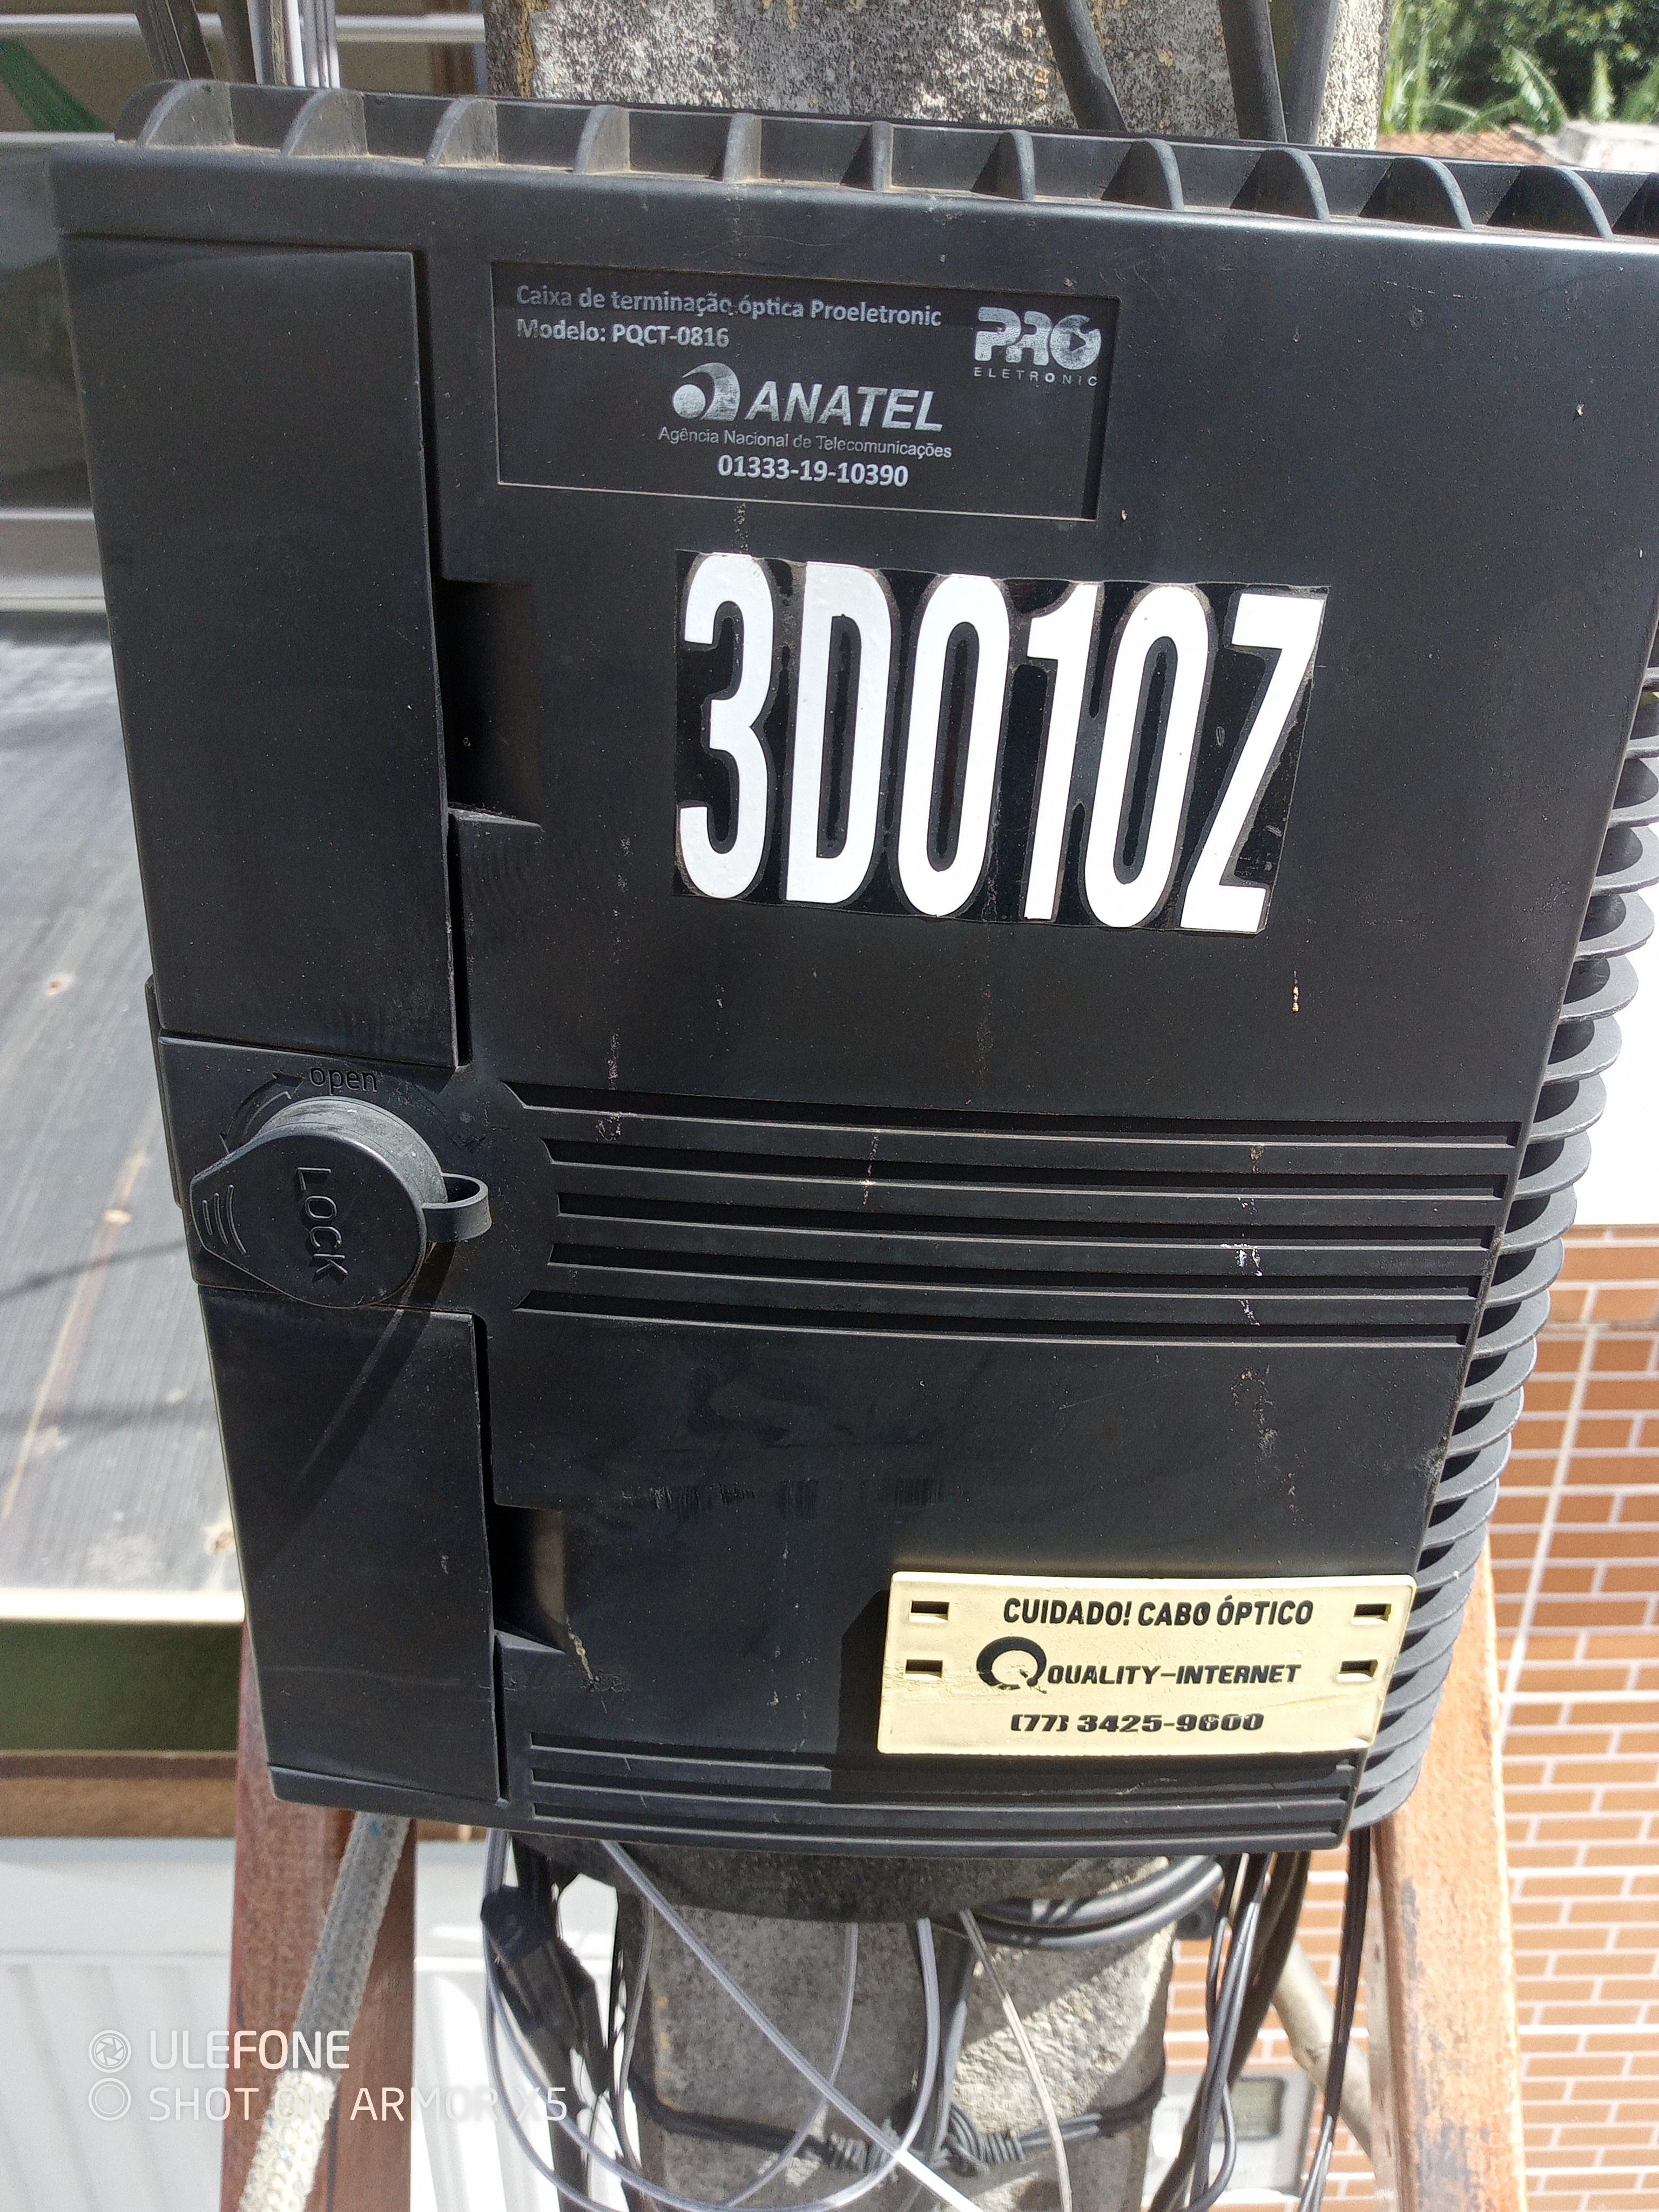 Caixa de terminação óptica Proeletronic
Modelo: PQCT-0816
PRO
ELETRONIC
ANATEL
Agência Nacional de Telecomunicações
01333-19-10390
3D010Z
open
LOCK
CUIDADO! CABO ÓPTICO
QUALITY-INTERNET
(77) 3425-9600
ULEFONE
SHOT ON ARMOR X5